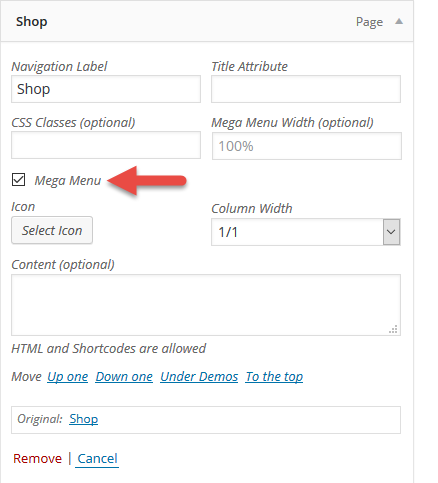 Shop Page
Navigation Label Title Attribute
Shop
CSS Classes (optional) Mega Menu Width (optional)
100%
Mega Menu
Icon Column Width
Select Icon 1/1
Content (optional)
HTML and Shortcodes are allowed
Move Up one Down one Under Demos To the top
Original: Shop
Remove | Cancel